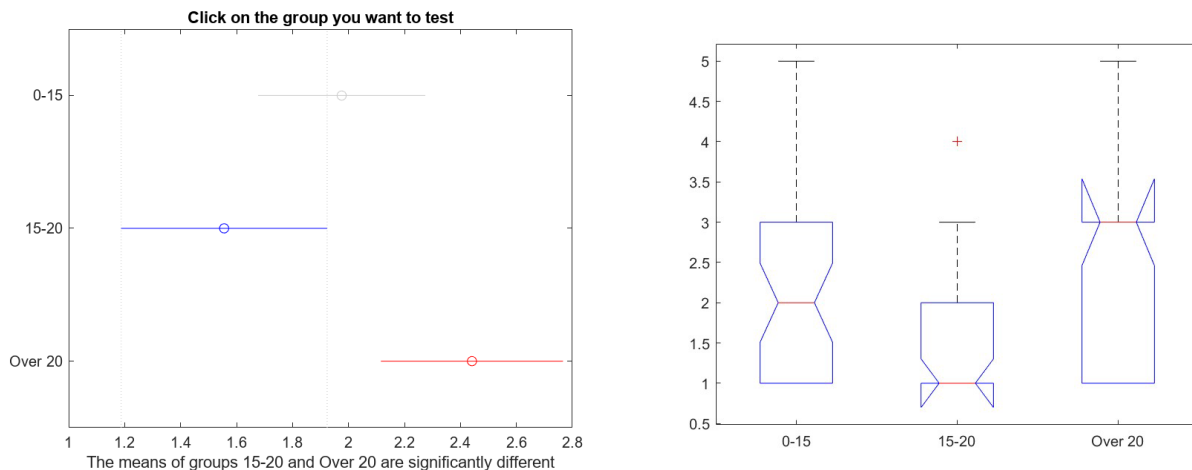 Click on the group you want to test
0-15
15-20
Over 20
1 1.2 1.4 1.6 1.8 2 2.2 2.4 2.6 2.8
The means of groups 15-20 and Over 20 are significantly different
5
4.5
4
3.5
3
2.5
2
1.5
1
0.5
0-15 15-20 Over 20